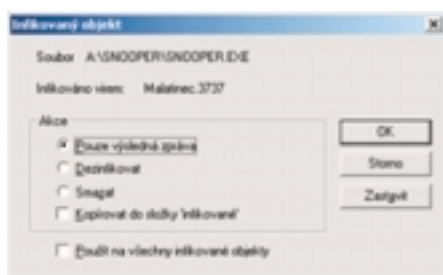 Infikovaný objekt
Soubor A:\SNOOPER\SNOOPER.EXE
Infikováno virem: Malatinec.3737
Akce
Pouze výsledná zpráva
Dezinfikovat
Smazat
Kopírovat do složky 'Infikované'
Použít na všechny infikované objekty
OK
Storno
Zastavit